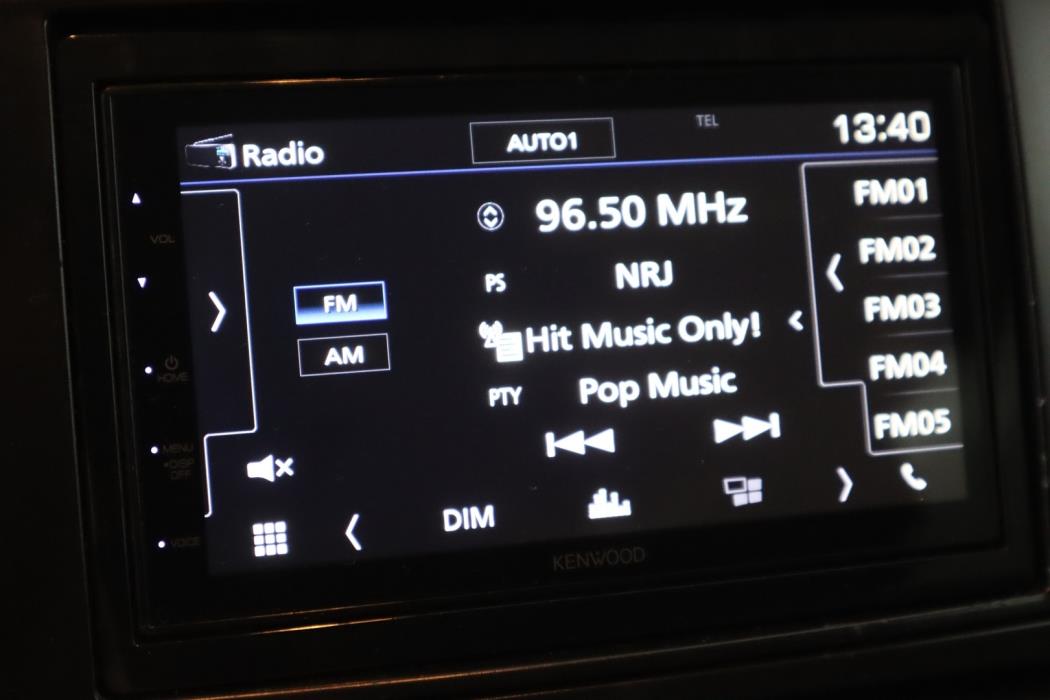 Radio
AUTO1
TEL
13:40
96.50 MHz
PS NRJ
Hit Music Only!
PTY Pop Music
FM
AM
FM01
FM02
FM03
FM04
FM05
VOL
HOME
MENU
•DISP
OFF
VOICE
DIM
KENWOOD